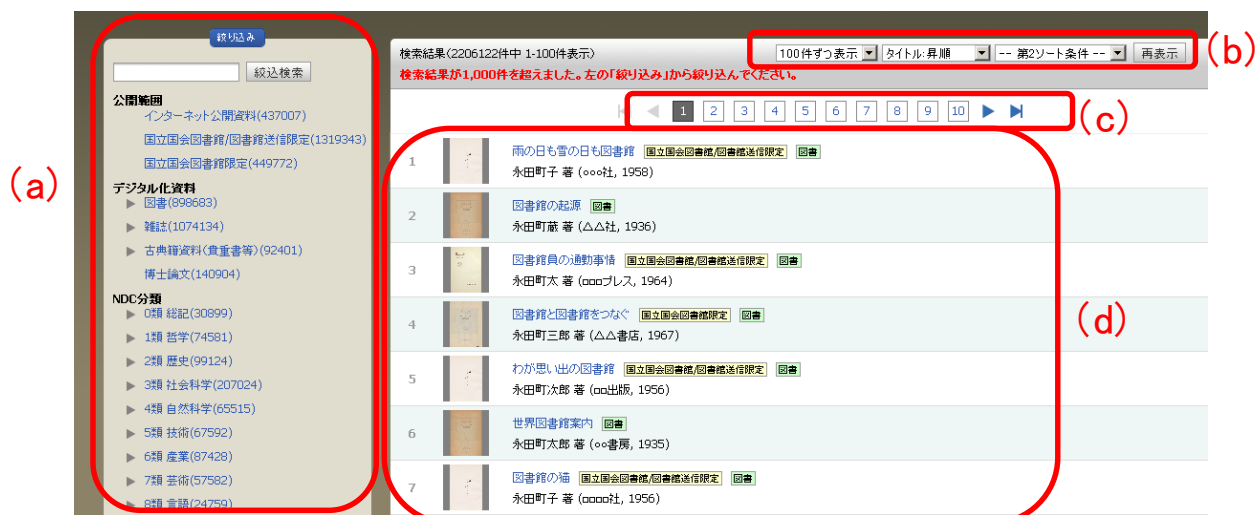 (a)
絞り込み
絞込検索
公開範囲
インターネット公開資料(437007)
国立国会図書館/図書館送信限定(1319343)
国立国会図書館限定(449772)
デジタル化資料
▶ 図書(898683)
▶ 雑誌(1074134)
▶ 古典籍資料(貴重書等)(92401)
博士論文(140904)
NDC分類
▶ 0類 総記(30899)
▶ 1類 哲学(74581)
▶ 2類 歴史(99124)
▶ 3類 社会科学(207024)
▶ 4類 自然科学(65515)
▶ 5類 技術(67592)
▶ 6類 産業(87428)
▶ 7類 芸術(57582)
▶ 8類 言語(24759)
検索結果(2206122件中 1-100件表示)
100件ずつ表示 タイトル:昇順 -- 第2ソート条件 -- 再表示
(b)
検索結果が1,000件を超えました。左の「絞り込み」から絞り込んでください。
1 2 3 4 5 6 7 8 9 10
(c)
1 雨の日も雪の日も図書館 国立国会図書館/図書館送信限定 図書
永田町子 著 (○○○社, 1958)
2 図書館の起源 図書
永田町蔵 著 (△△社, 1936)
3 図書館員の通勤事情 国立国会図書館/図書館送信限定 図書
永田町太 著 (□□□プレス, 1964)
4 図書館と図書館をつなぐ 国立国会図書館限定 図書
永田町三郎 著 (△△書店, 1967)
(d)
5 わが思い出の図書館 国立国会図書館/図書館送信限定 図書
永田町次郎 著 (□□出版, 1956)
6 世界図書館案内 図書
永田町太郎 著 (○○書房, 1935)
7 図書館の猫 国立国会図書館/図書館送信限定 図書
永田町子 著 (□□□□社, 1956)